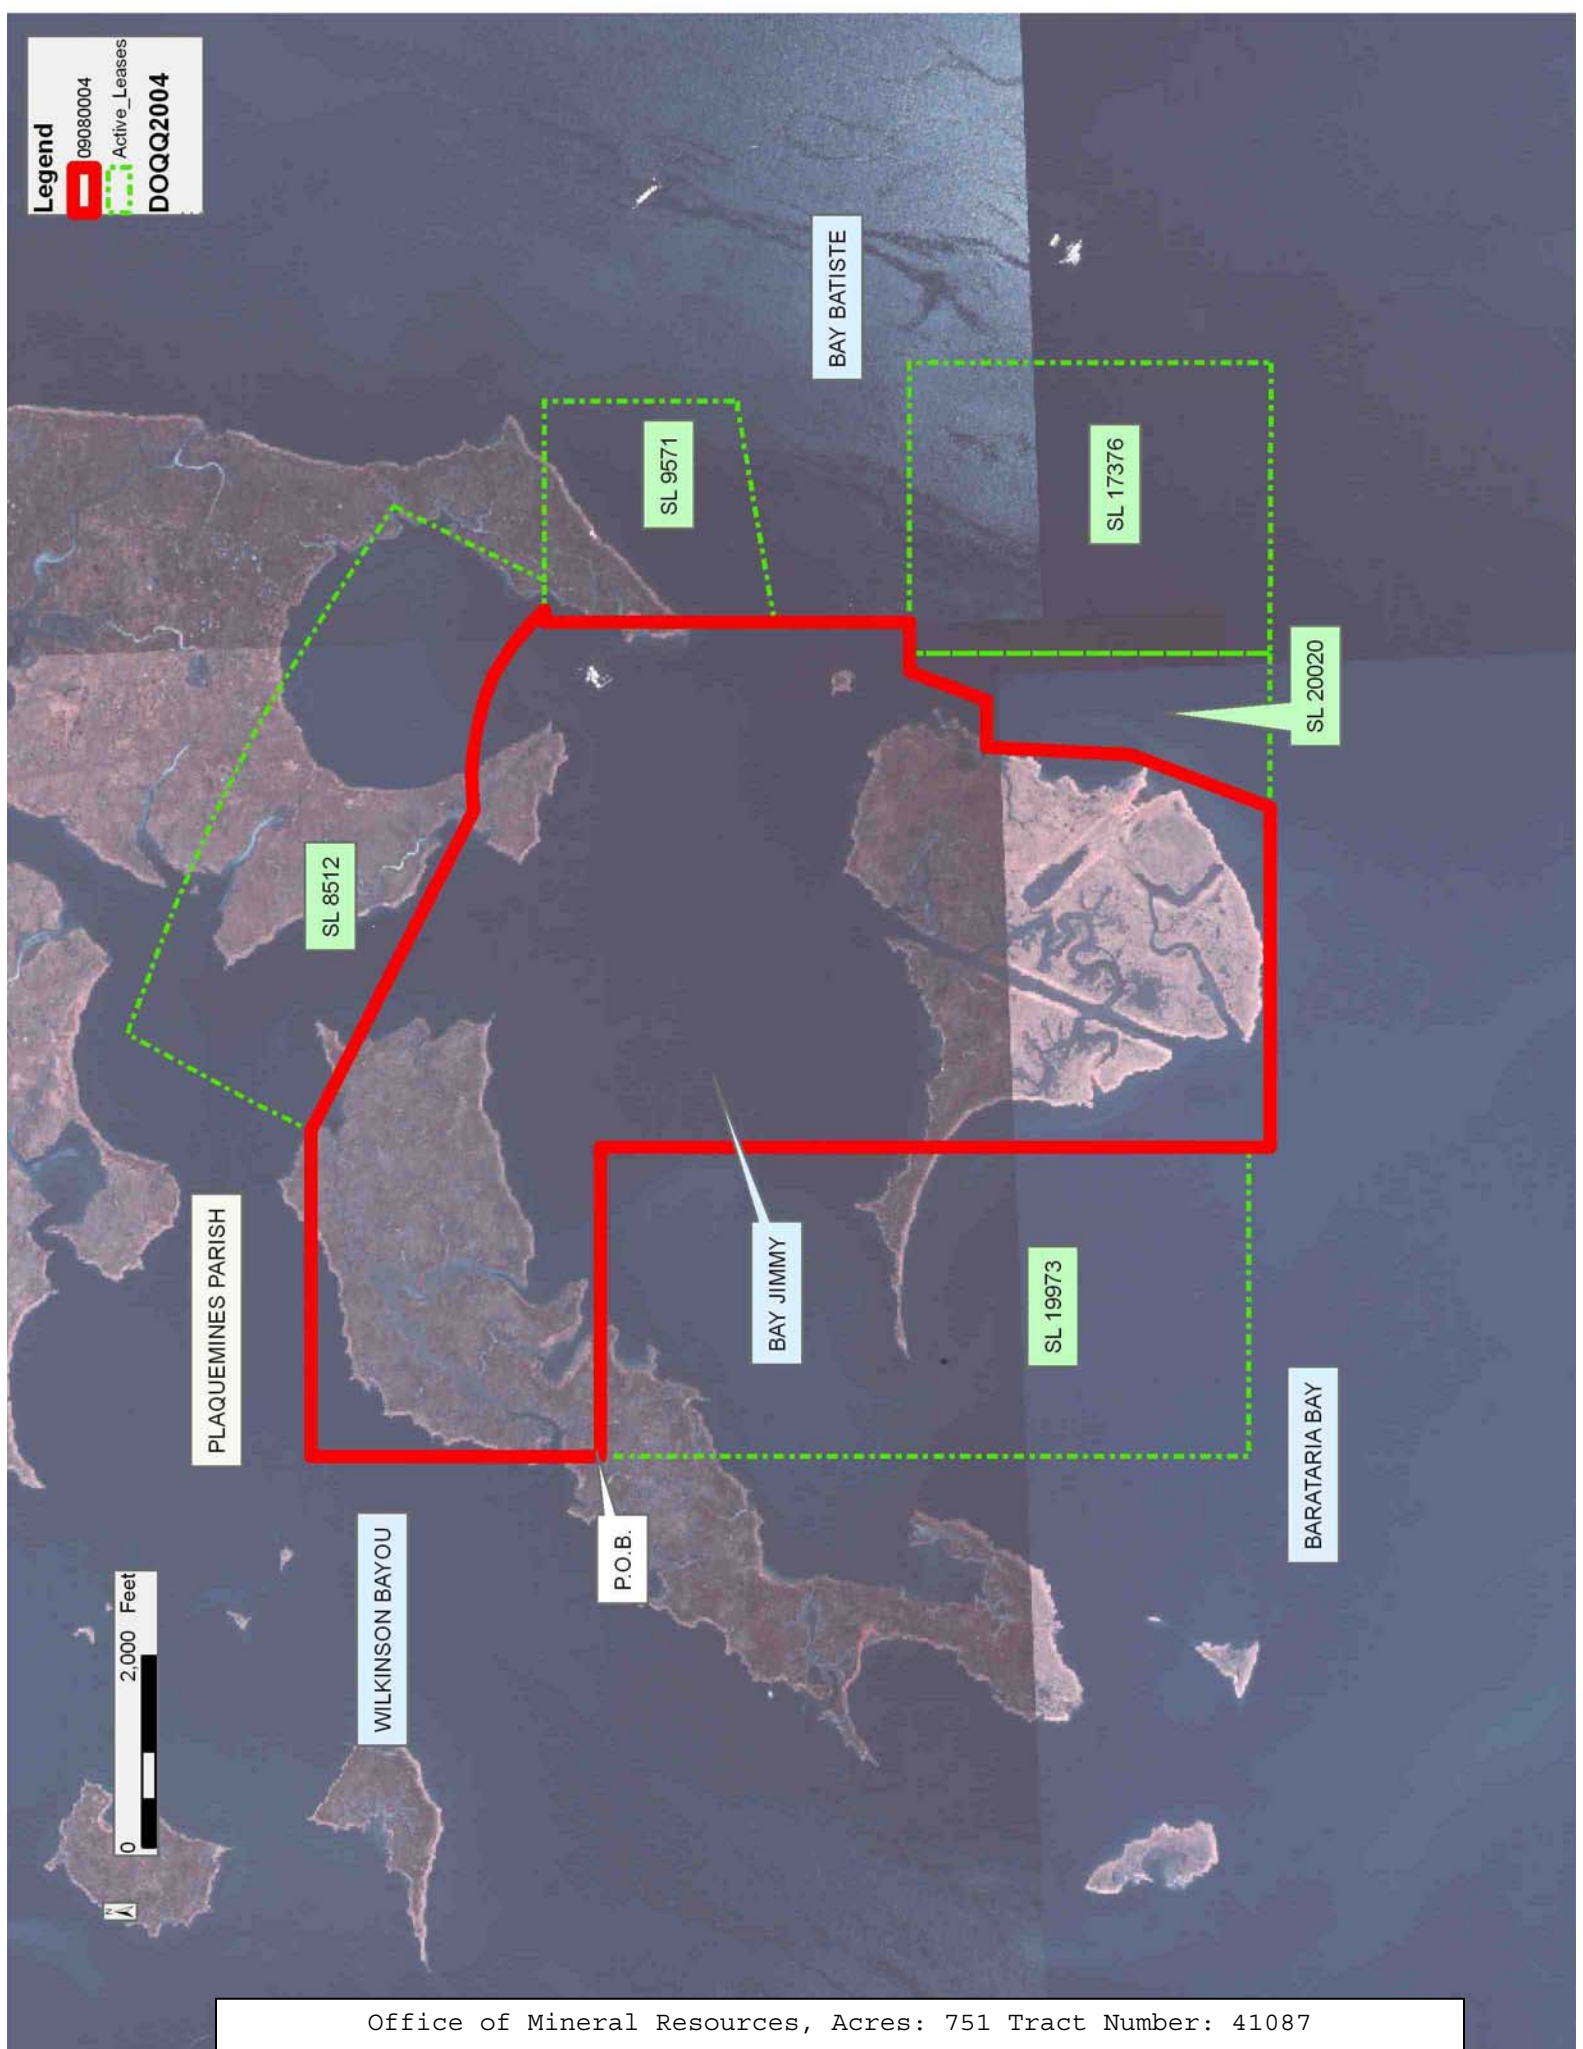 Legend
09080004
Active_Leases
DOQQ2004
0 2,000 Feet
N
PLAQUEMINES PARISH
WILKINSON BAYOU
SL 8512
P.O.B.
SL 9571
BAY JIMMY
BAY BATISTE
SL 19973
SL 17376
BARATARIA BAY
SL 20020
Office of Mineral Resources, Acres: 751 Tract Number: 41087